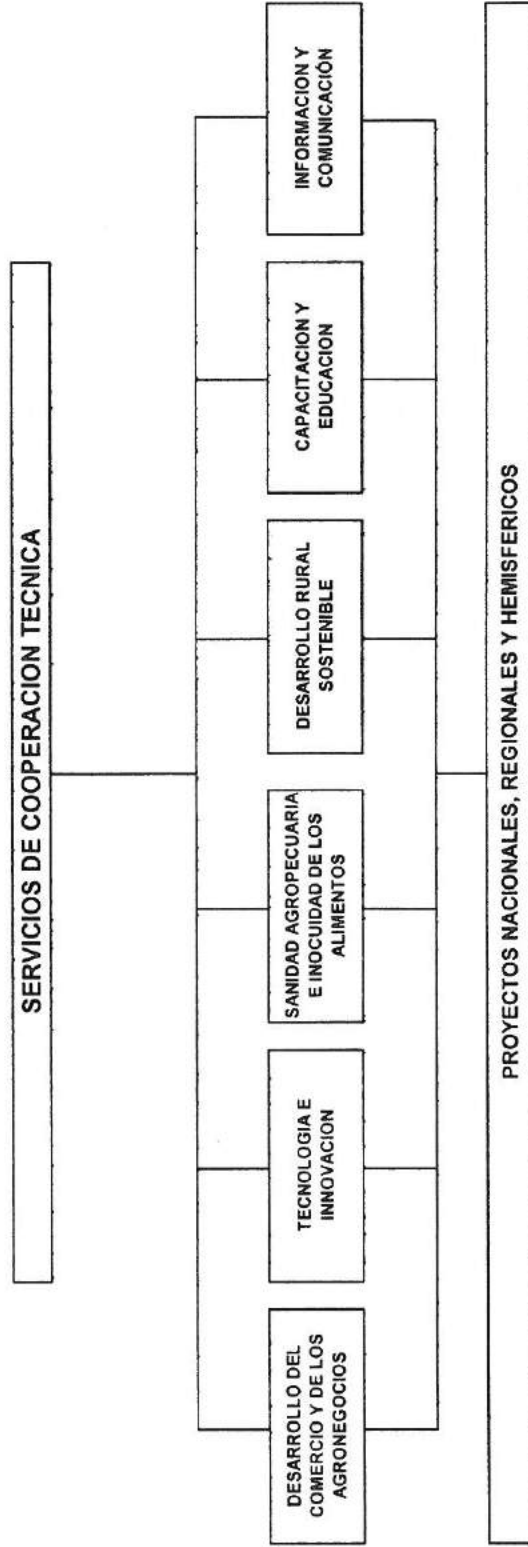 SERVICIOS DE COOPERACION TECNICA
DESARROLLO DEL
COMERCIO Y DE LOS
AGRONEGOCIOS
TECNOLOGIA E
INNOVACION
SANIDAD AGROPECUARIA
E INOCUIDAD DE LOS
ALIMENTOS
DESARROLLO RURAL
SOSTENIBLE
CAPACITACION Y
EDUCACION
INFORMACION Y
COMUNICACIÓN
PROYECTOS NACIONALES, REGIONALES Y HEMISFERICOS